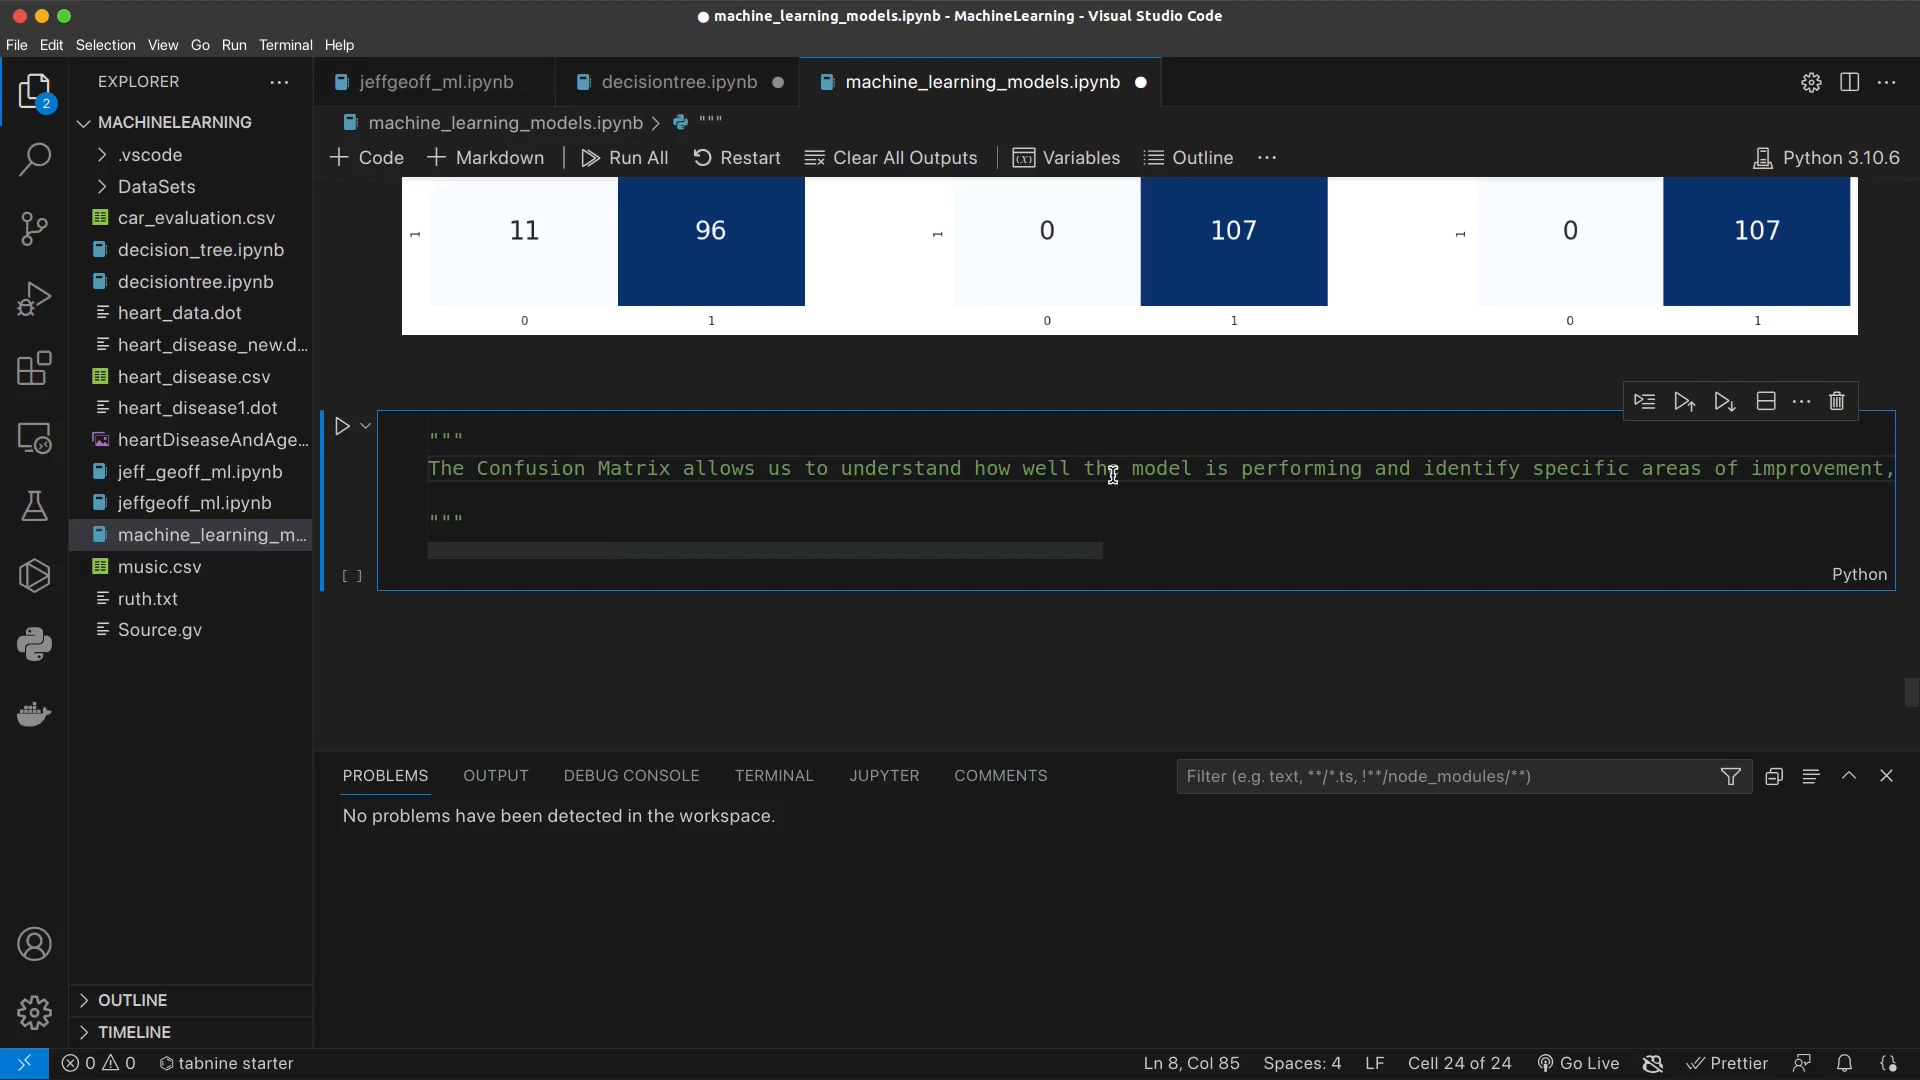 machine_learning_models.ipynb - MachineLearning - Visual Studio Code
File Edit Selection View Go Run Terminal Help
EXPLORER
jeffgeoff_ml.ipynb
decisiontree.ipynb
machine_learning_models.ipynb
2
MACHINELEARNING
machine_learning_models.ipynb > """
+ Code + Markdown Run All Restart Clear All Outputs Variables Outline ...
Python 3.10.6
.vscode
DataSets
car_evaluation.csv
decision_tree.ipynb
decisiontree.ipynb
heart_data.dot
heart_disease_new.d...
heart_disease.csv
heart_disease1.dot
heartDiseaseAndAge...
jeff_geoff_ml.ipynb
jeffgeoff_ml.ipynb
machine_learning_m...
music.csv
ruth.txt
Source.gv
OUTLINE
TIMELINE
1 11 96 1 0 107 1 0 107
0 1 0 1 0 1
"""
The Confusion Matrix allows us to understand how well the model is performing and identify specific areas of improvement,
"""
[ ]
Python
PROBLEMS OUTPUT DEBUG CONSOLE TERMINAL JUPYTER COMMENTS
Filter (e.g. text, **/*.ts, !**/node_modules/**)
No problems have been detected in the workspace.
0 0 tabnine starter
Ln 8, Col 85 Spaces: 4 LF Cell 24 of 24 Go Live Prettier